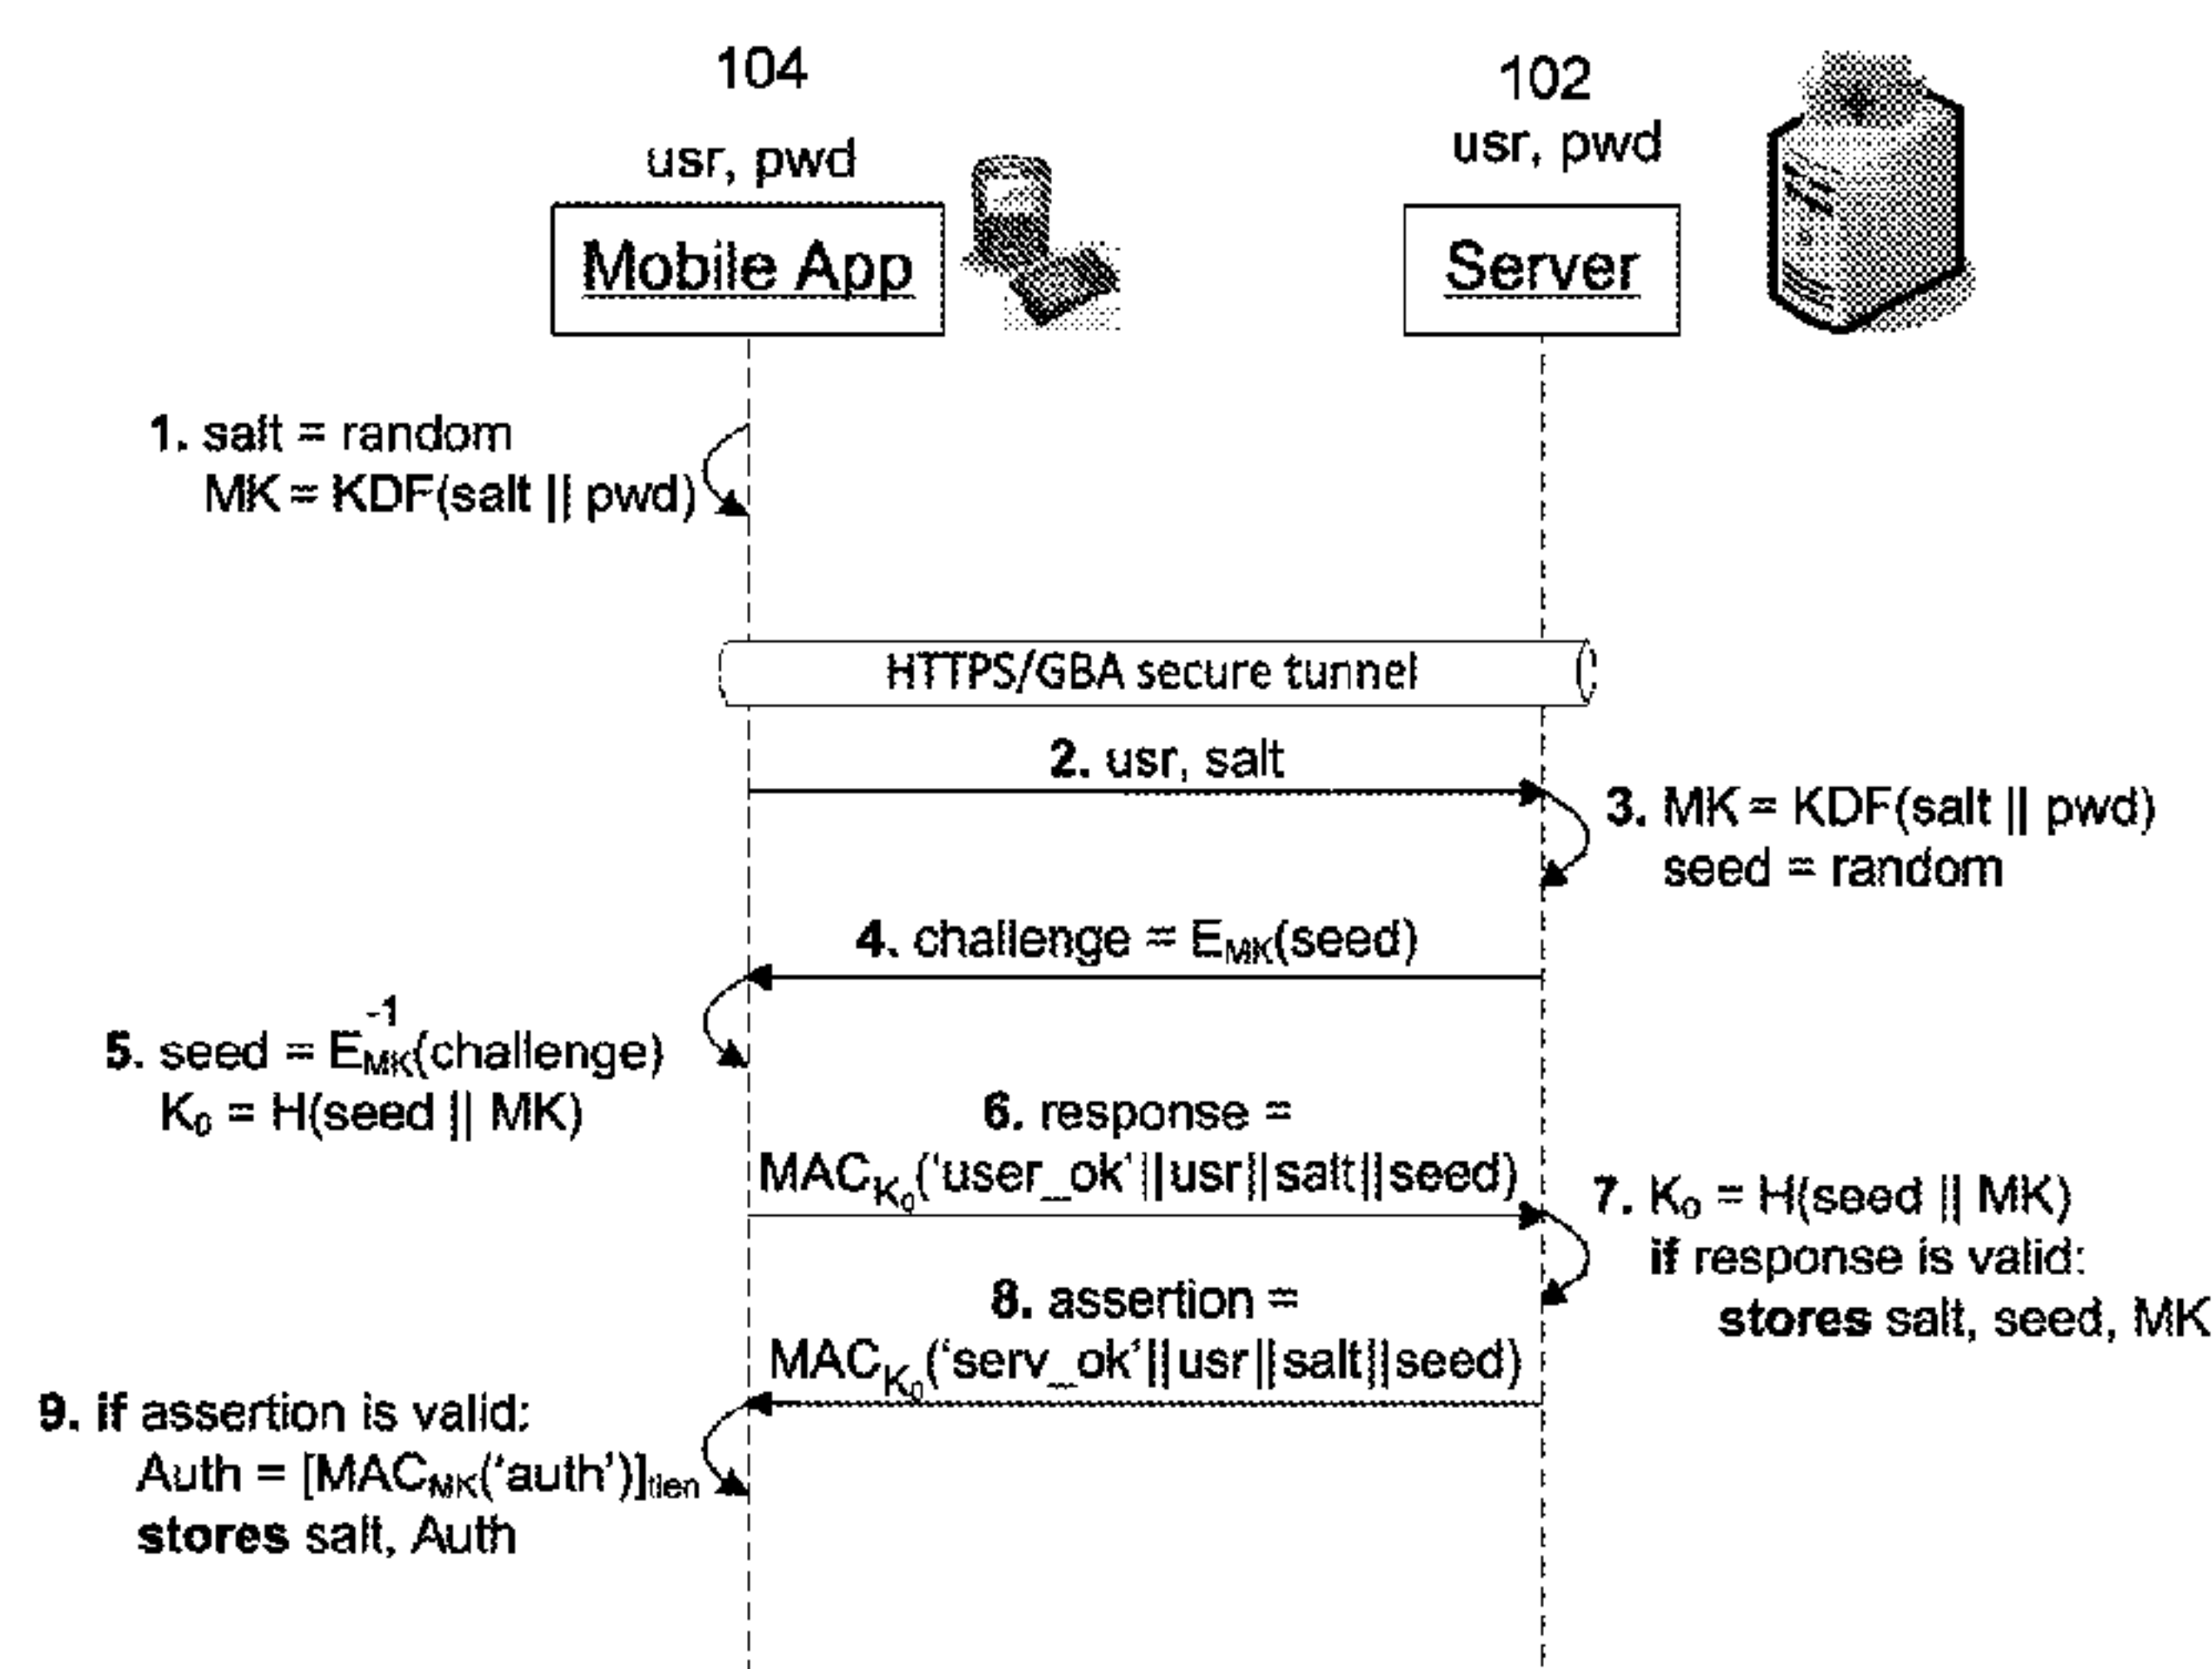 104
usr, pwd
Mobile App
102
usr, pwd
Server
1. salt = random
MK = KDF(salt || pwd)
HTTPS/GBA secure tunnel
2. usr, salt
3. MK = KDF(salt || pwd)
seed = random
4. challenge = E_MK(seed)
5. seed = E_MK^-1(challenge)
K₀ = H(seed || MK)
6. response =
MAC_K₀(‘user_ok’||usr||salt||seed)
7. K₀ = H(seed || MK)
if response is valid:
stores salt, seed, MK
8. assertion =
MAC_K₀(‘serv_ok’||usr||salt||seed)
9. if assertion is valid:
Auth = [MAC_MK(‘auth’)]_tlen
stores salt, Auth